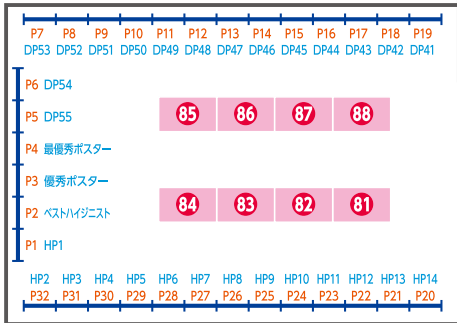 P7 P8 P9 P10 P11 P12 P13 P14 P15 P16 P17 P18 P19
DP53 DP52 DP51 DP50 DP49 DP48 DP47 DP46 DP45 DP44 DP43 DP42 DP41
P6 DP54
P5 DP55
85 86 87 88
P4 最優秀ポスター
P3 優秀ポスター
P2 ベストハイジニスト
84 83 82 81
P1 HP1
HP2 HP3 HP4 HP5 HP6 HP7 HP8 HP9 HP10 HP11 HP12 HP13 HP14
P32 P31 P30 P29 P28 P27 P26 P25 P24 P23 P22 P21 P20